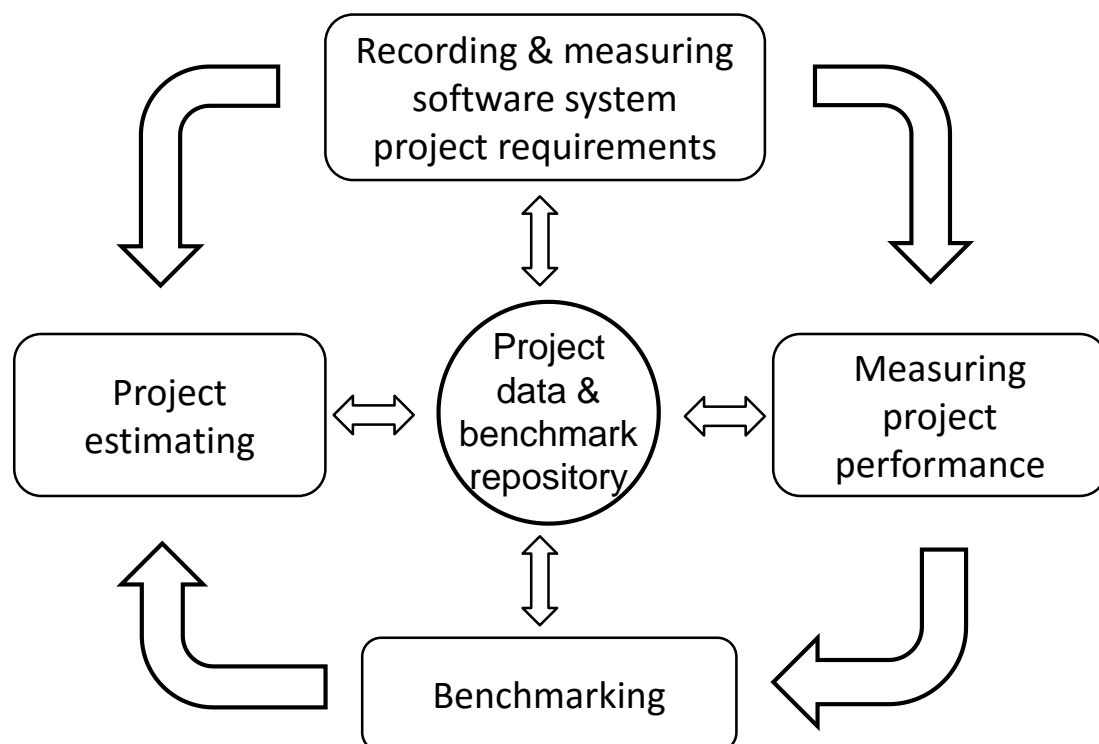 Recording & measuring
software system
project requirements
Project
estimating
Project
data &
benchmark
repository
Measuring
project
performance
Benchmarking